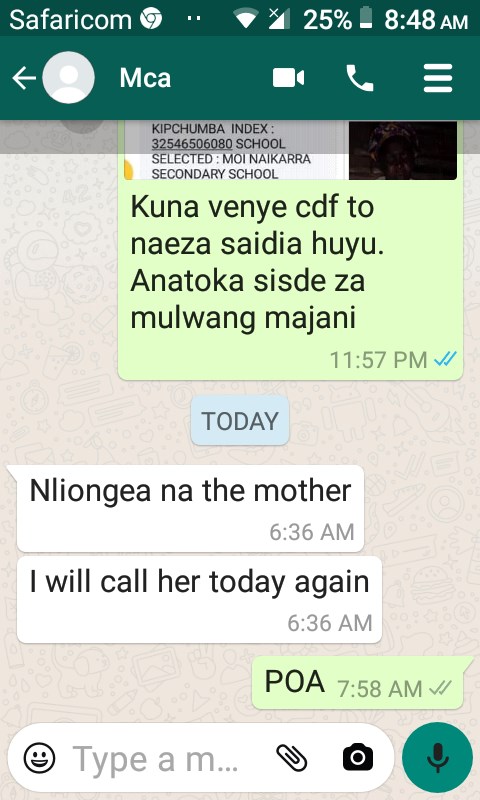 Safaricom 25% 8:48 AM
Mca
KIPCHUMBA INDEX :
32546506080 SCHOOL
SELECTED : MOI NAIKARRA
SECONDARY SCHOOL
Kuna venye cdf to
naeza saidia huyu.
Anatoka sisde za
mulwang majani
11:57 PM
TODAY
Nliongea na the mother
6:36 AM
I will call her today again
6:36 AM
POA 7:58 AM
Type a m...